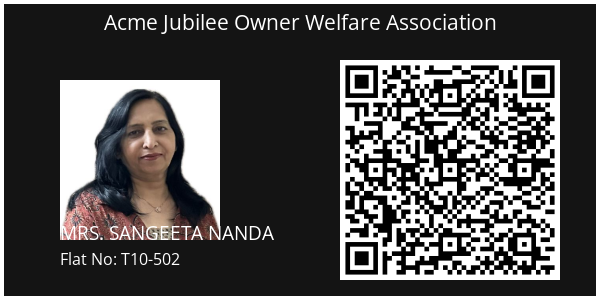 Acme Jubilee Owner Welfare Association
MRS. SANGEETA NANDA
Flat No: T10-502